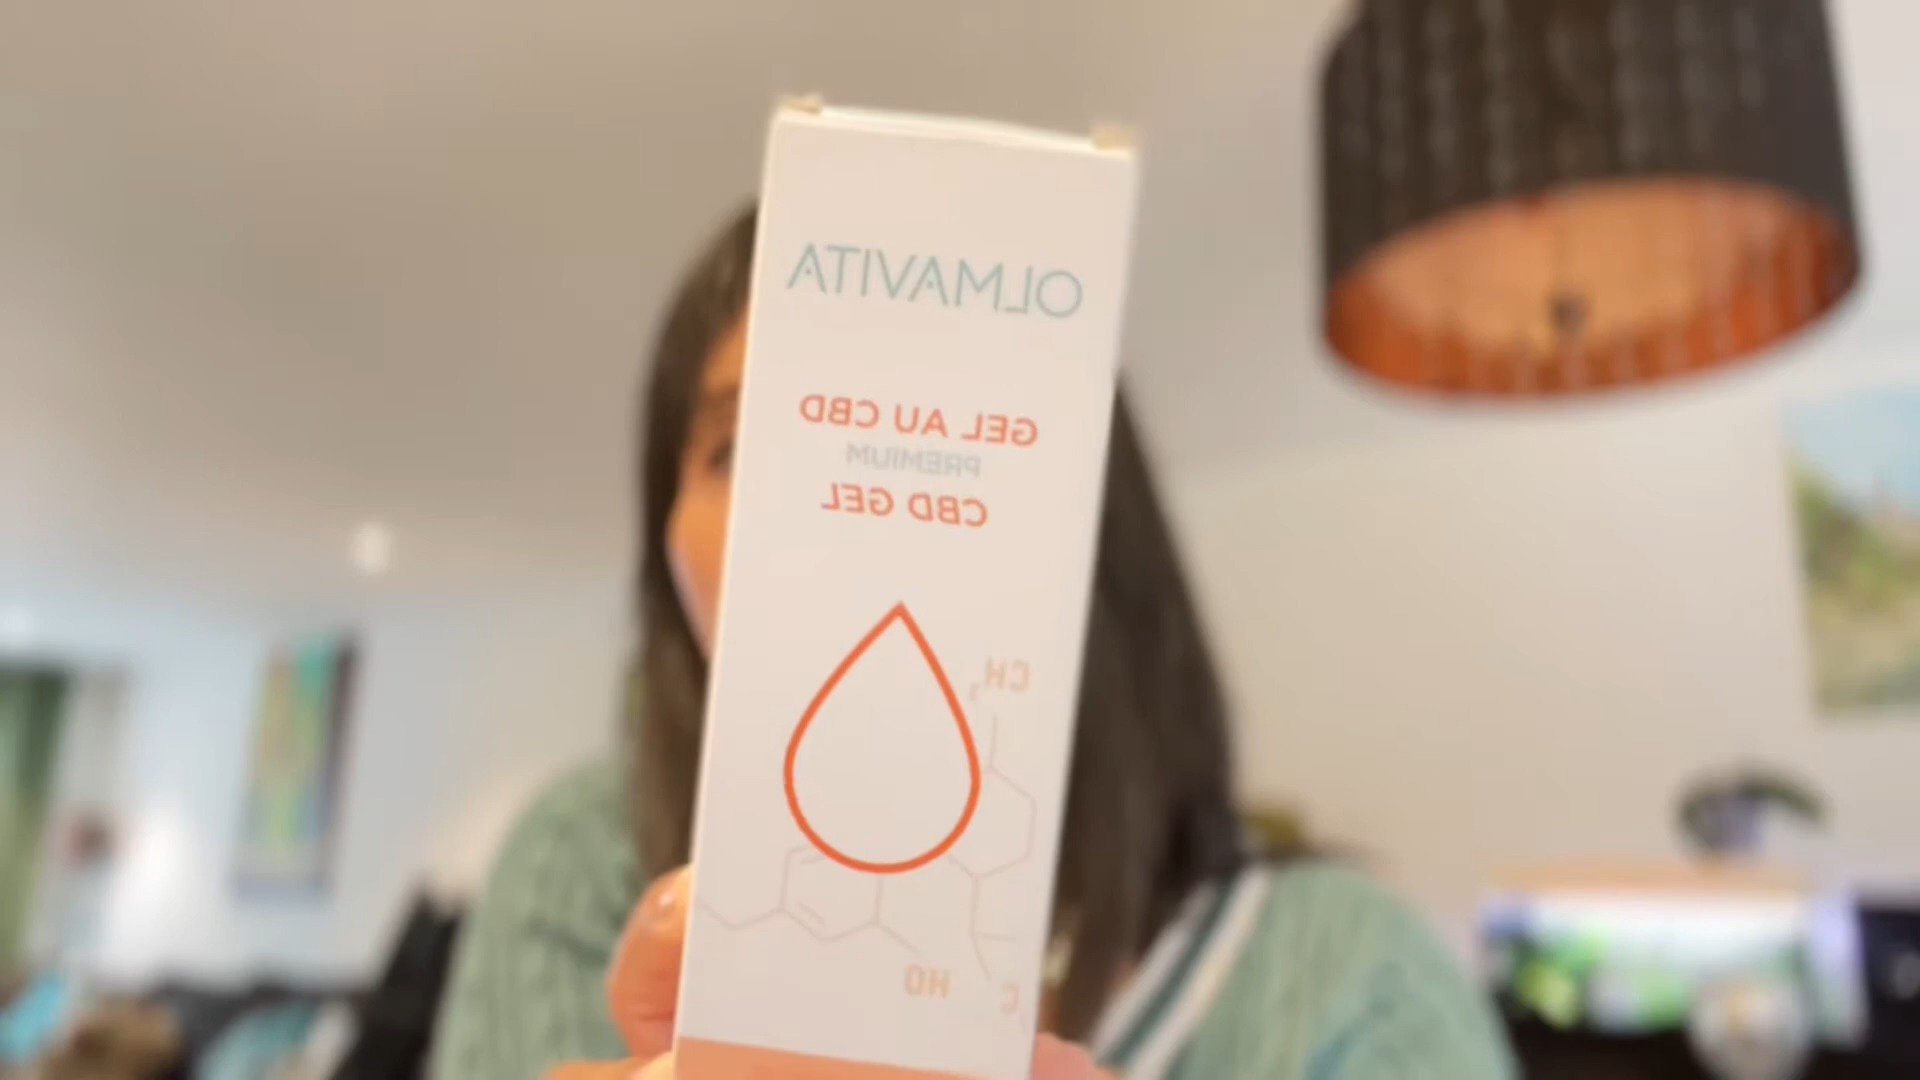 OLMAVITA
GEL AU CBD
PREMIUM
CBD GEL
CH3
HO
C